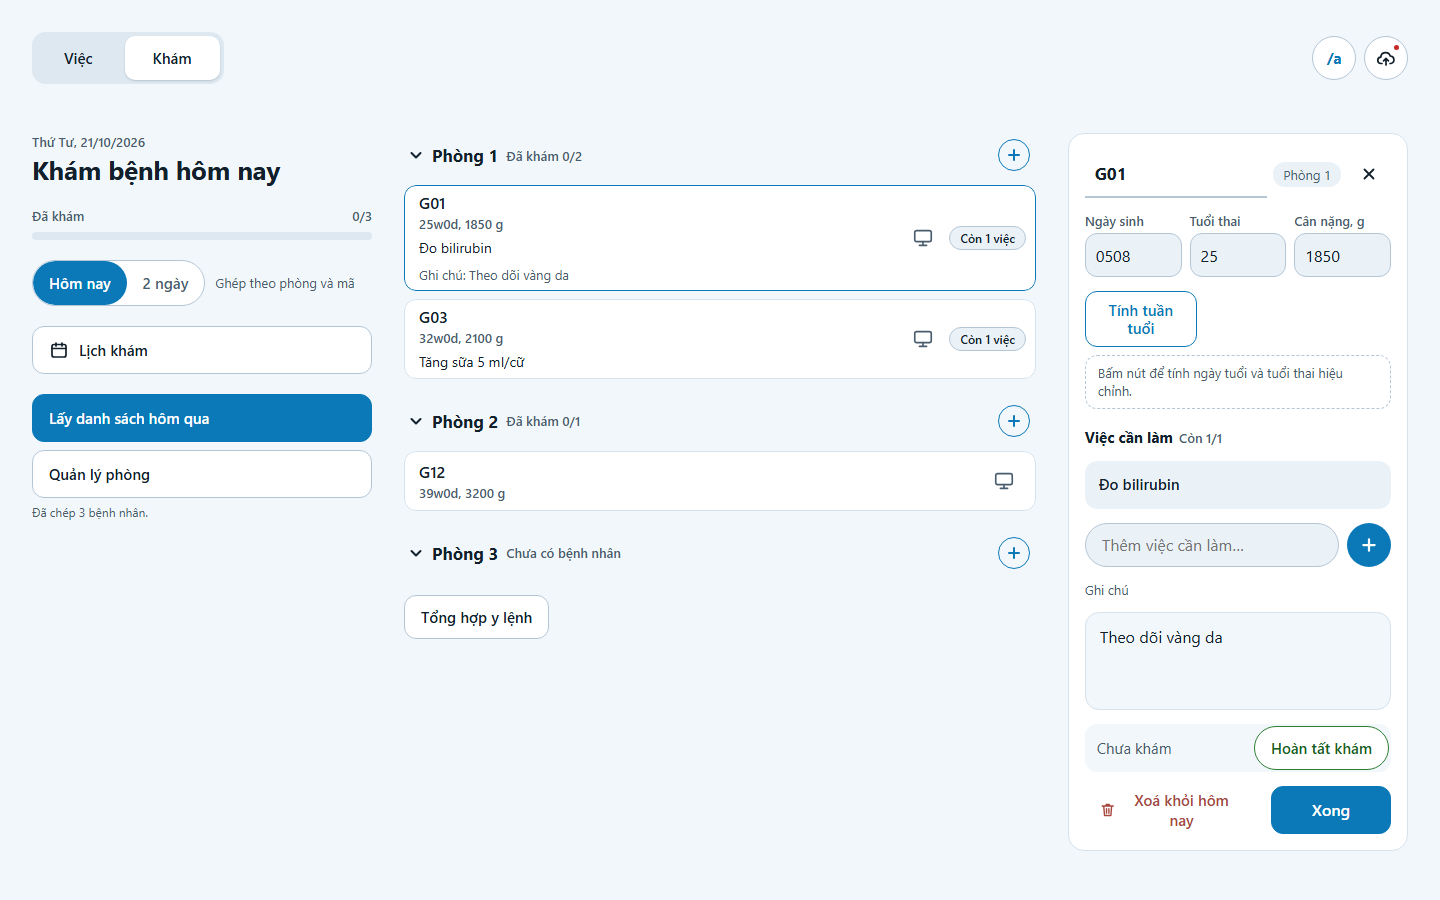 Việc
Khám
/a
Thứ Tư, 21/10/2026
Khám bệnh hôm nay
Đã khám
0/3
Hôm nay
2 ngày
Ghép theo phòng và mã
Lịch khám
Lấy danh sách hôm qua
Quản lý phòng
Đã chép 3 bệnh nhân.
Phòng 1 Đã khám 0/2
G01
25w0d, 1850 g
Đo bilirubin
Ghi chú: Theo dõi vàng da
Còn 1 việc
G03
32w0d, 2100 g
Tăng sữa 5 ml/cữ
Còn 1 việc
Phòng 2 Đã khám 0/1
G12
39w0d, 3200 g
Phòng 3 Chưa có bệnh nhân
Tổng hợp y lệnh
G01
Phòng 1
Ngày sinh
Tuổi thai
Cân nặng, g
0508
25
1850
Tính tuần
tuổi
Bấm nút để tính ngày tuổi và tuổi thai hiệu
chỉnh.
Việc cần làm Còn 1/1
Đo bilirubin
Thêm việc cần làm...
Ghi chú
Theo dõi vàng da
Chưa khám
Hoàn tất khám
Xoá khỏi hôm
nay
Xong